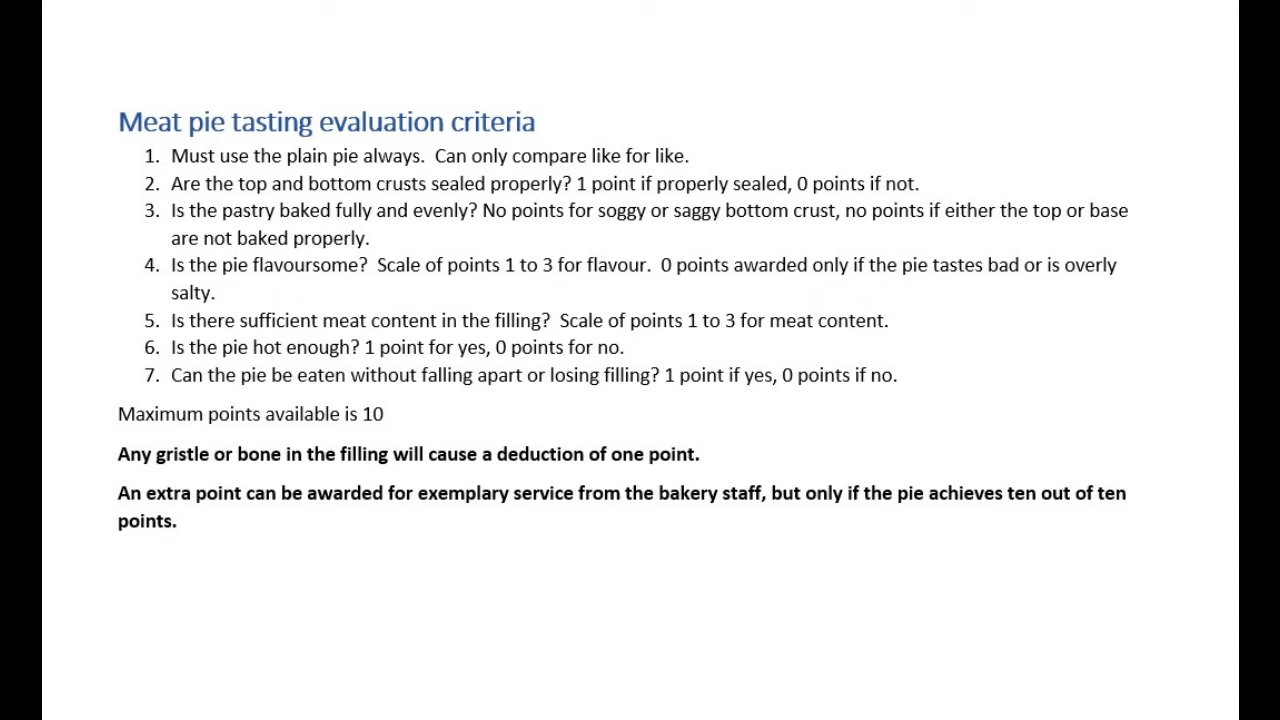 Meat pie tasting evaluation criteria
1. Must use the plain pie always.  Can only compare like for like.
2. Are the top and bottom crusts sealed properly? 1 point if properly sealed, 0 points if not.
3. Is the pastry baked fully and evenly? No points for soggy or saggy bottom crust, no points if either the top or base
are not baked properly.
4. Is the pie flavoursome?  Scale of points 1 to 3 for flavour.  0 points awarded only if the pie tastes bad or is overly
salty.
5. Is there sufficient meat content in the filling?  Scale of points 1 to 3 for meat content.
6. Is the pie hot enough? 1 point for yes, 0 points for no.
7. Can the pie be eaten without falling apart or losing filling? 1 point if yes, 0 points if no.
Maximum points available is 10
Any gristle or bone in the filling will cause a deduction of one point.
An extra point can be awarded for exemplary service from the bakery staff, but only if the pie achieves ten out of ten
points.